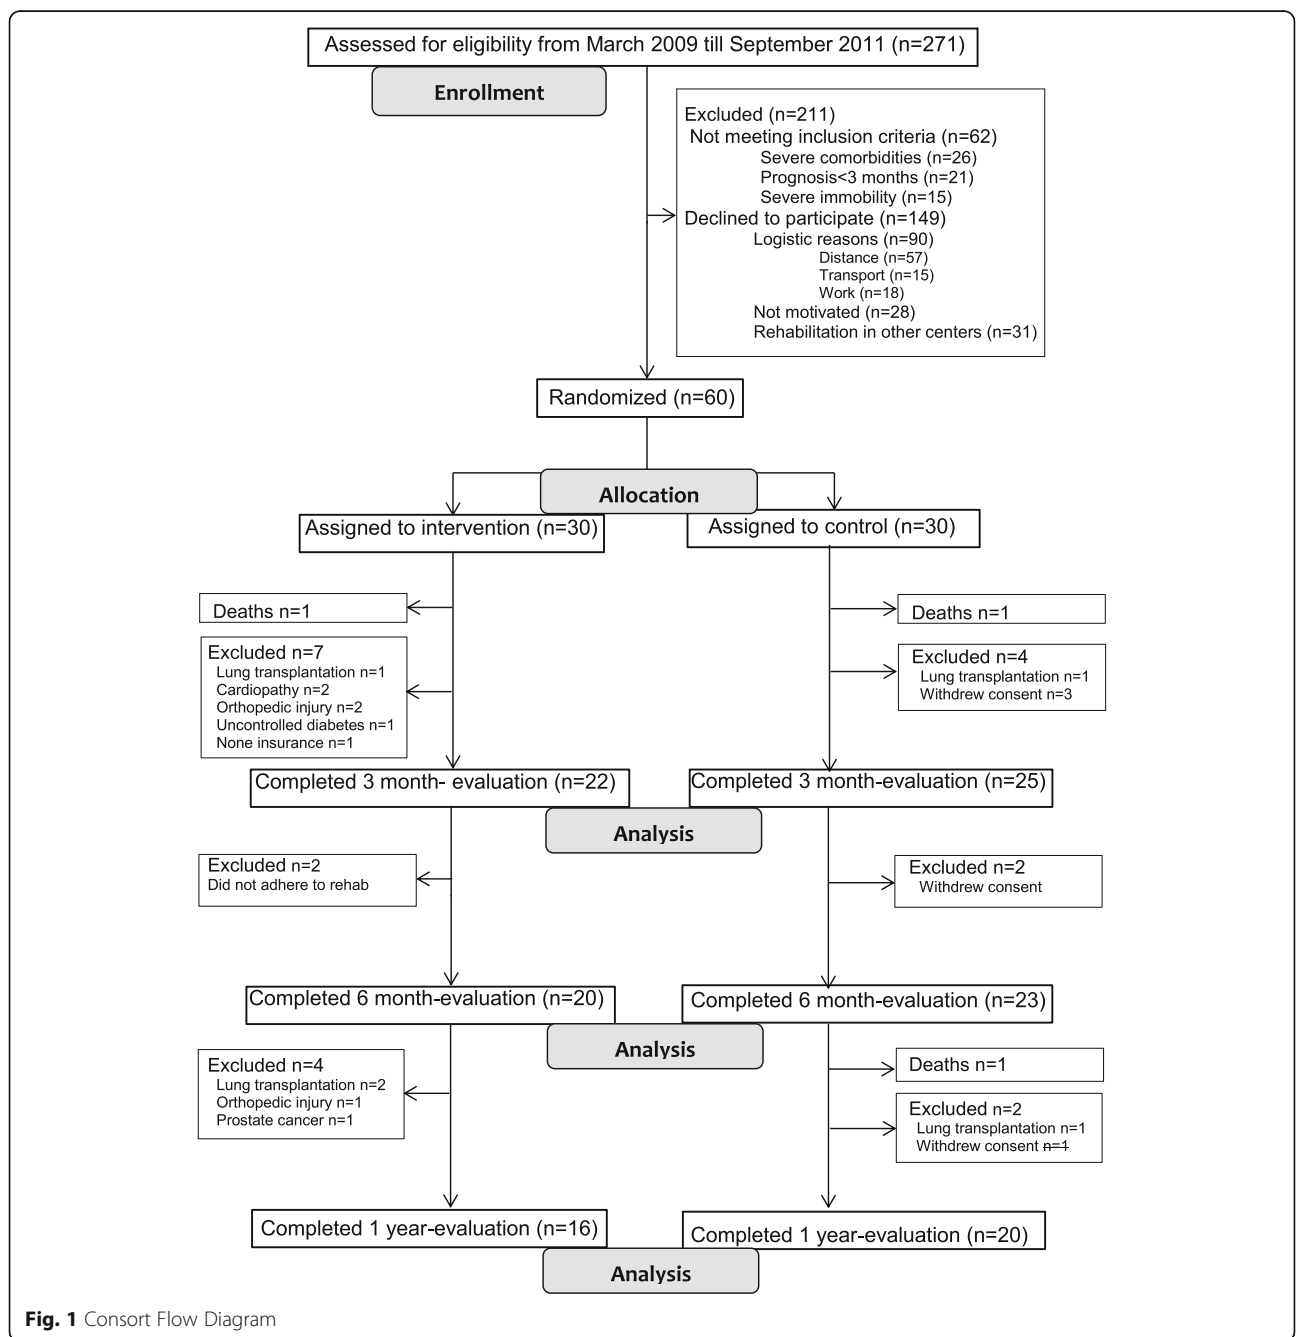 Assessed for eligibility from March 2009 till September 2011 (n=271)
Enrollment
Excluded (n=211)
Not meeting inclusion criteria (n=62)
Severe comorbidities (n=26)
Prognosis<3 months (n=21)
Severe immobility (n=15)
Declined to participate (n=149)
Logistic reasons (n=90)
Distance (n=57)
Transport (n=15)
Work (n=18)
Not motivated (n=28)
Rehabilitation in other centers (n=31)
Randomized (n=60)
Allocation
Assigned to intervention (n=30)
Assigned to control (n=30)
Deaths n=1
Excluded n=7
Lung transplantation n=1
Cardiopathy n=2
Orthopedic injury n=2
Uncontrolled diabetes n=1
None insurance n=1
Deaths n=1
Excluded n=4
Lung transplantation n=1
Withdrew consent n=3
Completed 3 month- evaluation (n=22)
Completed 3 month-evaluation (n=25)
Analysis
Excluded n=2
Did not adhere to rehab
Excluded n=2
Withdrew consent
Completed 6 month-evaluation (n=20)
Completed 6 month-evaluation (n=23)
Analysis
Excluded n=4
Lung transplantation n=2
Orthopedic injury n=1
Prostate cancer n=1
Deaths n=1
Excluded n=2
Lung transplantation n=1
Withdrew consent n=1
Completed 1 year-evaluation (n=16)
Completed 1 year-evaluation (n=20)
Analysis
Fig. 1 Consort Flow Diagram